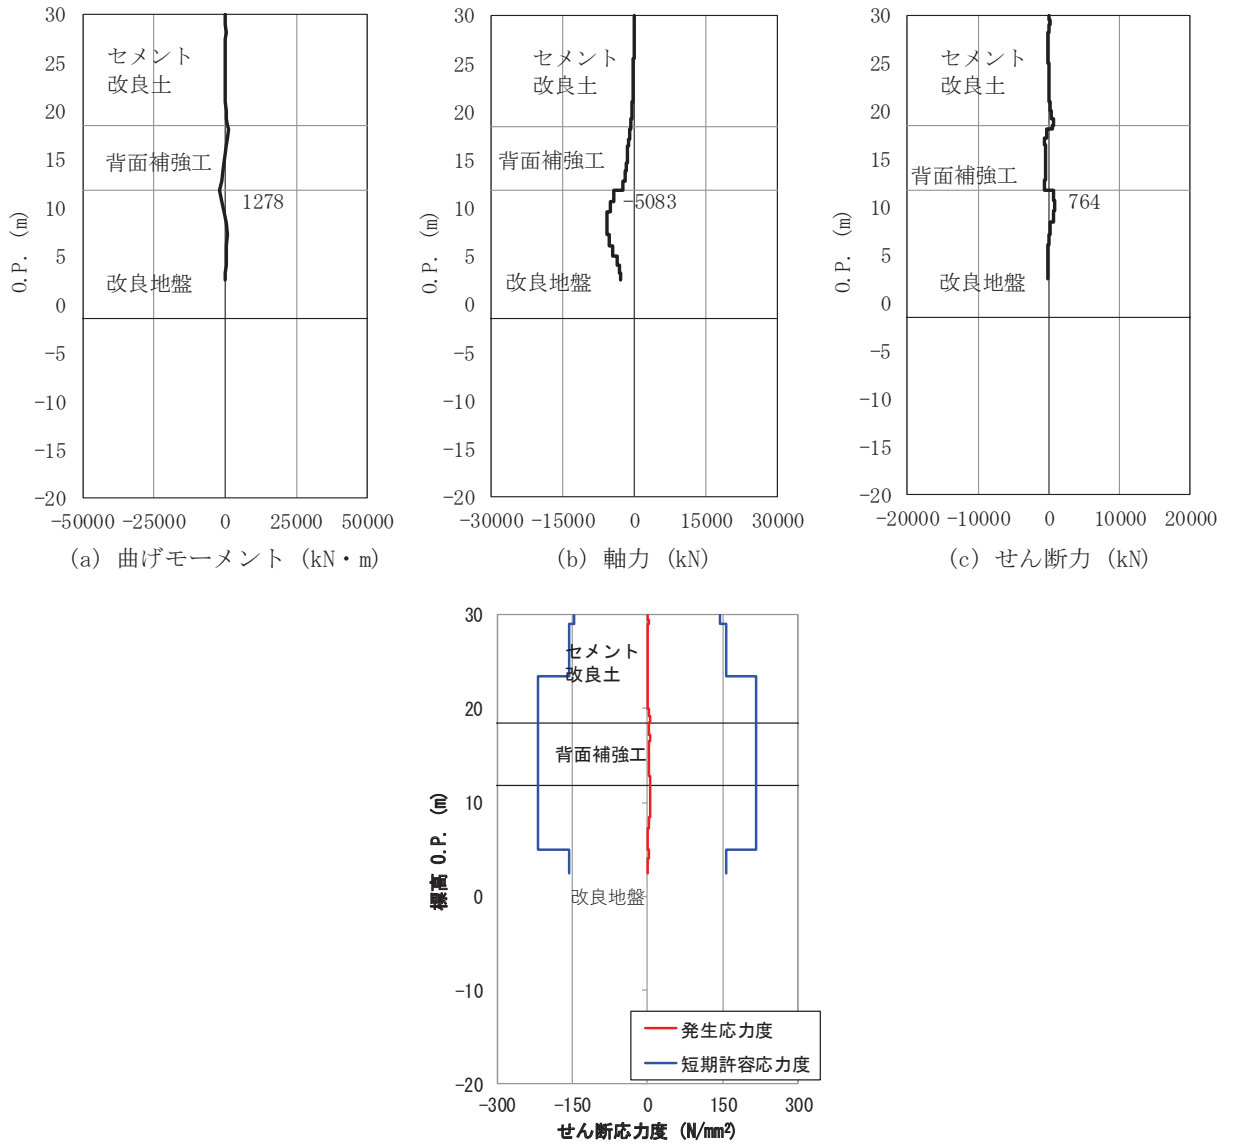 30
25
20
15
10
5
0
-5
-10
-15
-20
O.P. (m)
セメント
改良土
背面補強工
1278
改良地盤
-50000 -25000 0 25000 50000
(a) 曲げモーメント (kN・m)
30
25
20
15
10
5
0
-5
-10
-15
-20
O.P. (m)
セメント
改良土
背面補強工
-5083
改良地盤
-30000 -15000 0 15000 30000
(b) 軸力 (kN)
30
25
20
15
10
5
0
-5
-10
-15
-20
O.P. (m)
セメント
改良土
背面補強工
764
改良地盤
-20000 -10000 0 10000 20000
(c) せん断力 (kN)
30
20
10
0
-10
-20
標高 O.P. (m)
セメント
改良土
背面補強工
改良地盤
発生応力度
短期許容応力度
-300 -150 0 150 300
せん断応力度 (N/mm²)